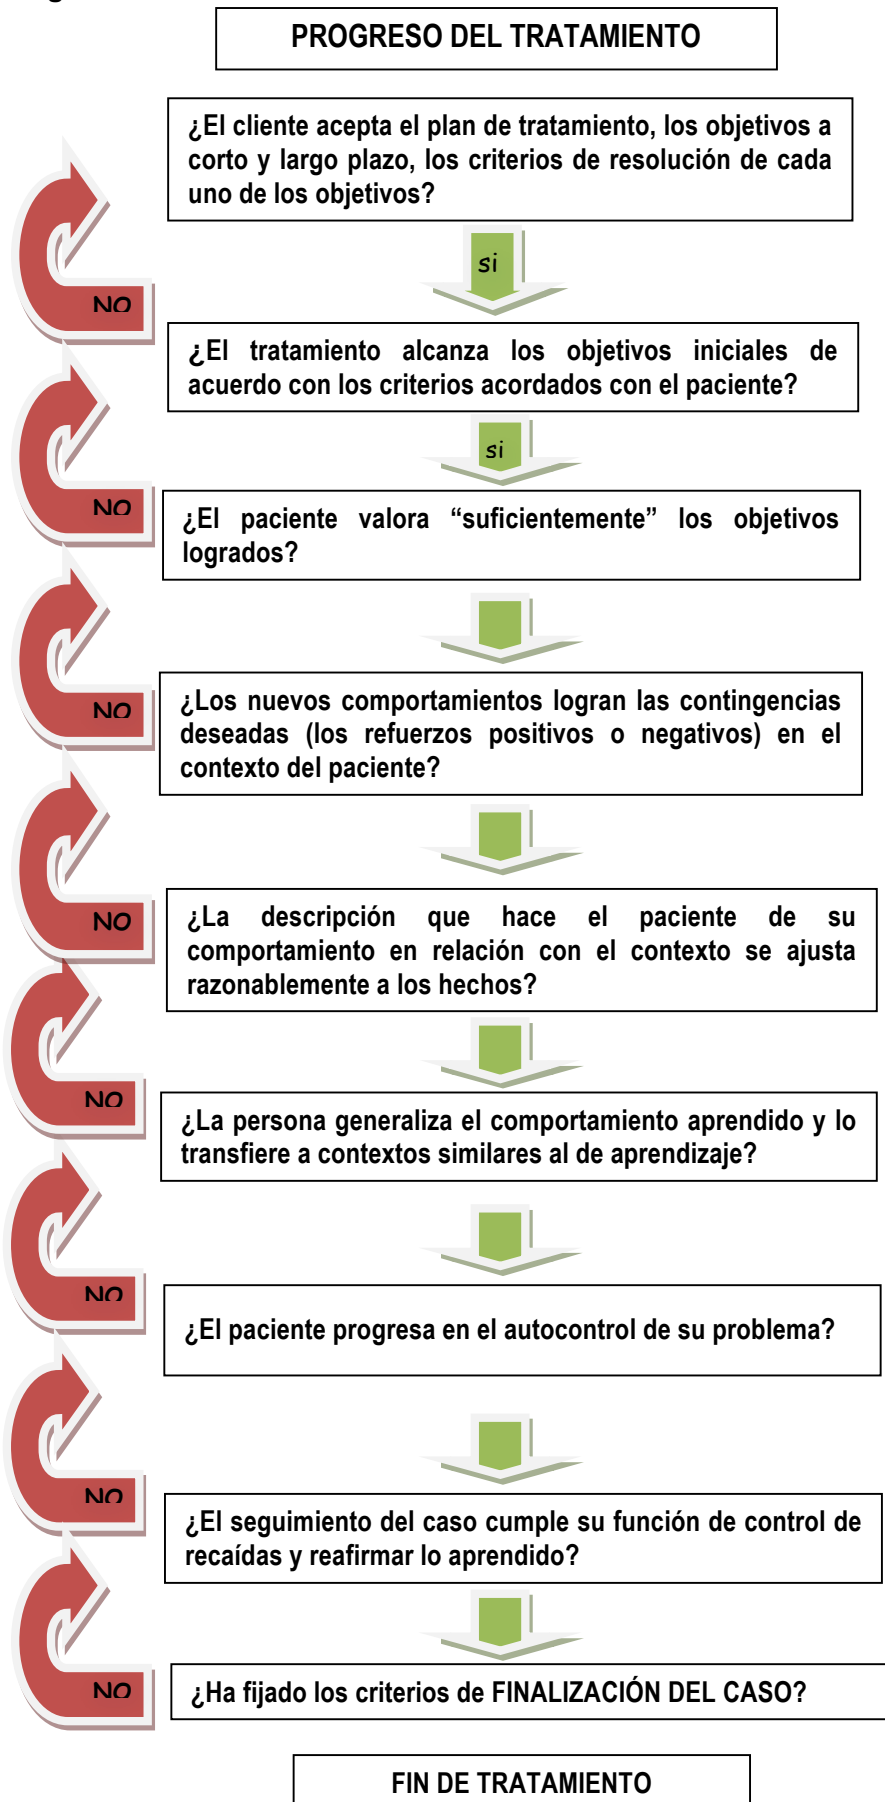 PROGRESO DEL TRATAMIENTO
¿El cliente acepta el plan de tratamiento, los objetivos a
corto y largo plazo, los criterios de resolución de cada
uno de los objetivos?
si
NO
¿El tratamiento alcanza los objetivos iniciales de
acuerdo con los criterios acordados con el paciente?
si
NO
¿El paciente valora “suficientemente” los objetivos
logrados?
NO
¿Los nuevos comportamientos logran las contingencias
deseadas (los refuerzos positivos o negativos) en el
contexto del paciente?
NO
¿La descripción que hace el paciente de su
comportamiento en relación con el contexto se ajusta
razonablemente a los hechos?
NO
¿La persona generaliza el comportamiento aprendido y lo
transfiere a contextos similares al de aprendizaje?
NO
¿El paciente progresa en el autocontrol de su problema?
NO
¿El seguimiento del caso cumple su función de control de
recaídas y reafirmar lo aprendido?
NO
¿Ha fijado los criterios de FINALIZACIÓN DEL CASO?
FIN DE TRATAMIENTO